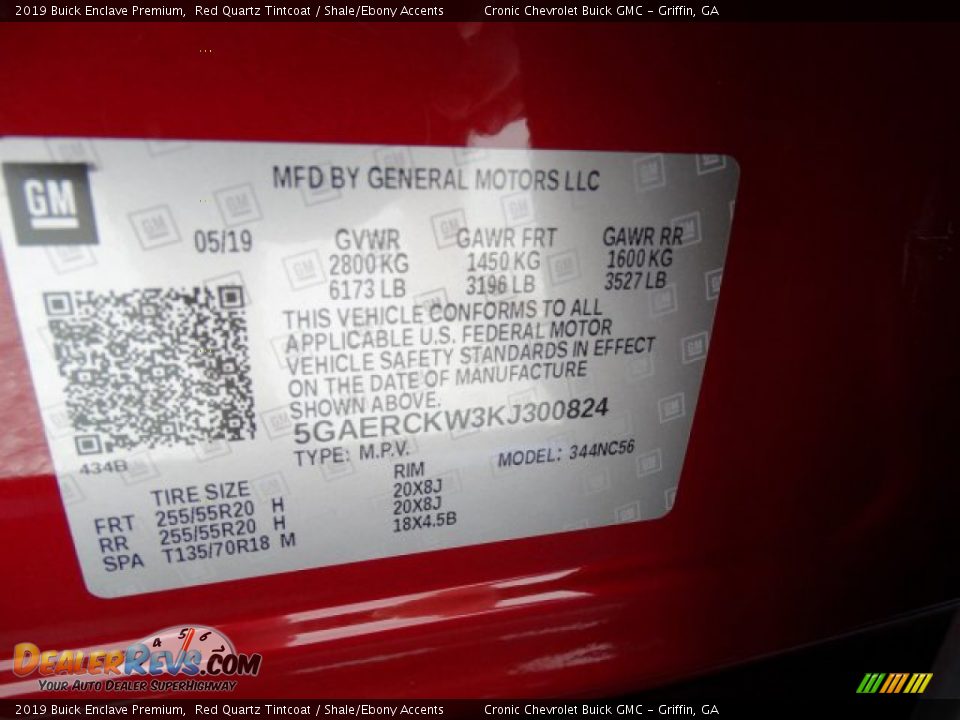 2019 Buick Enclave Premium, Red Quartz Tintcoat / Shale/Ebony Accents Cronic Chevrolet Buick GMC - Griffin, GA
GM
MFD BY GENERAL MOTORS LLC
05/19 GVWR GAWR FRT GAWR RR
2800 KG 1450 KG 1600 KG
6173 LB 3196 LB 3527 LB
THIS VEHICLE CONFORMS TO ALL
APPLICABLE U.S. FEDERAL MOTOR
VEHICLE SAFETY STANDARDS IN EFFECT
ON THE DATE OF MANUFACTURE
SHOWN ABOVE.
5GAERCKW3KJ300824
TYPE: M.P.V. MODEL: 344NC56
434B
TIRE SIZE RIM
FRT 255/55R20 H 20X8J
RR 255/55R20 H 20X8J
SPA T135/70R18 M 18X4.5B
4 5 6
DealerRevs.com
Your Auto Dealer SuperHighway
2019 Buick Enclave Premium, Red Quartz Tintcoat / Shale/Ebony Accents Cronic Chevrolet Buick GMC - Griffin, GA